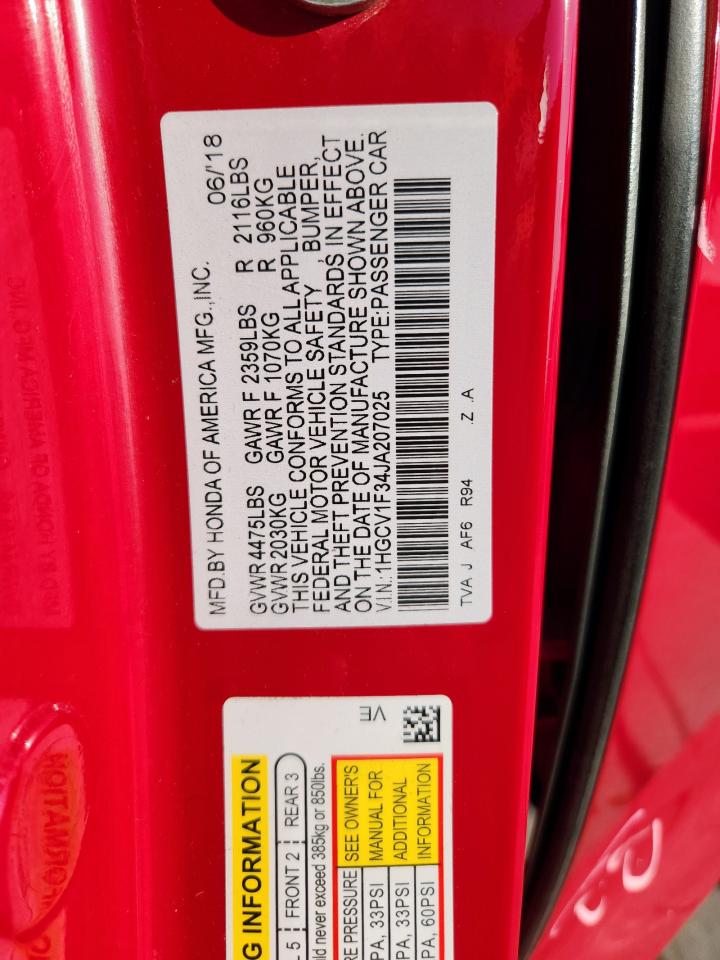 MFD.BY HONDA OF AMERICA MFG.,INC. 06/'18
GVWR 4475LBS GAWR F 2359LBS R 2116LBS
GVWR 2030KG GAWR F 1070KG R 960KG
THIS VEHICLE CONFORMS TO ALL APPLICABLE
FEDERAL MOTOR VEHICLE SAFETY , BUMPER,
AND THEFT PREVENTION STANDARDS IN EFFECT
ON THE DATE OF MANUFACTURE SHOWN ABOVE.
V.I.N.:1HGCV1F34JA207025 TYPE:PASSENGER CAR
TVA J AF6 R94 .Z .A
G INFORMATION
5 FRONT 2 REAR 3
never exceed 385kg or 850lbs.
PRESSURE SEE OWNER'S
PA, 33PSI MANUAL FOR
PA, 33PSI ADDITIONAL
PA, 60PSI INFORMATION